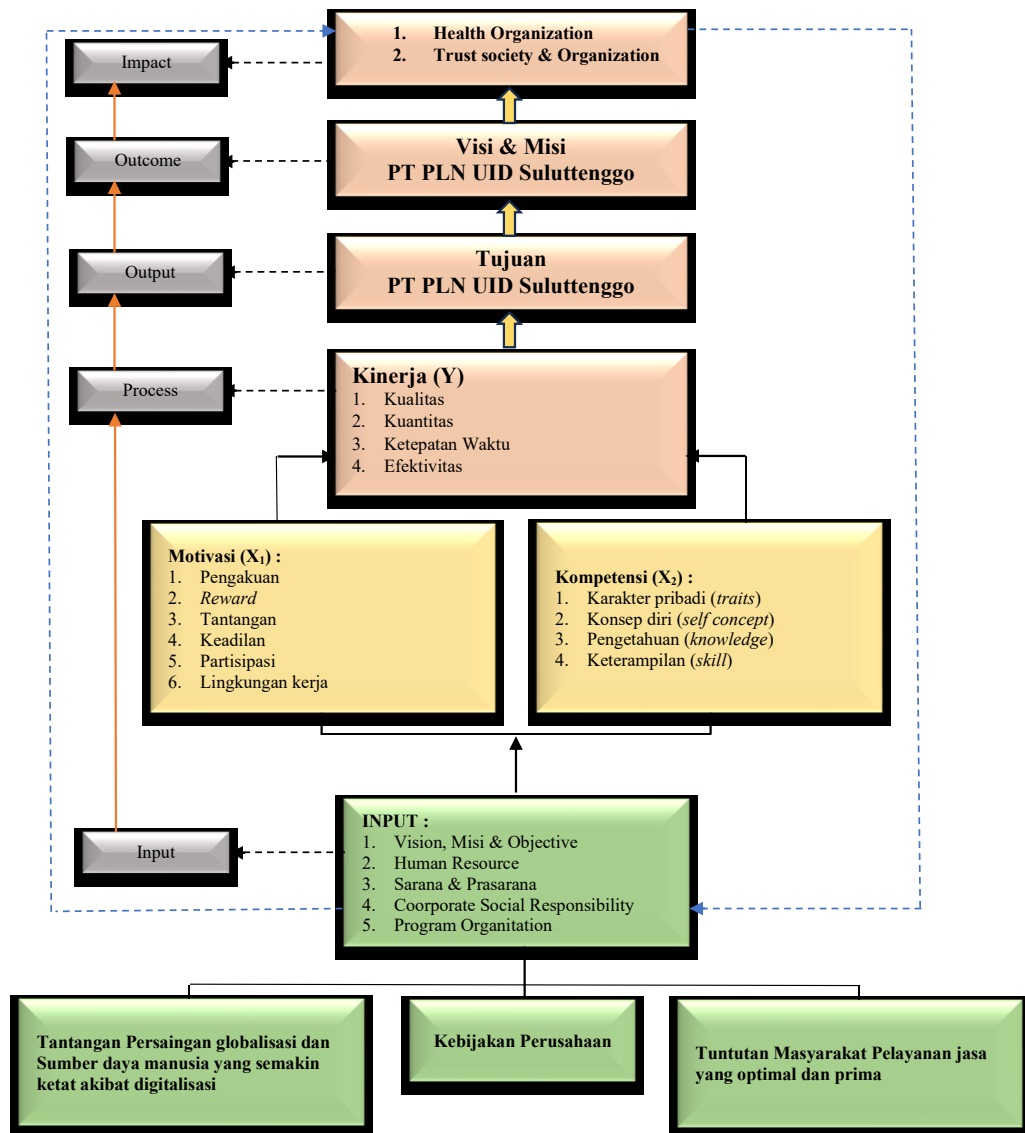 1. Health Organization
2. Trust society & Organization
Impact
Visi & Misi
PT PLN UID Suluttenggo
Outcome
Tujuan
PT PLN UID Suluttenggo
Output
Kinerja (Y)
1. Kualitas
2. Kuantitas
3. Ketepatan Waktu
4. Efektivitas
Process
Motivasi (X₁) :
1. Pengakuan
2. Reward
3. Tantangan
4. Keadilan
5. Partisipasi
6. Lingkungan kerja
Kompetensi (X₂) :
1. Karakter pribadi (traits)
2. Konsep diri (self concept)
3. Pengetahuan (knowledge)
4. Keterampilan (skill)
INPUT :
1. Vision, Misi & Objective
2. Human Resource
3. Sarana & Prasarana
4. Coorporate Social Responsibility
5. Program Organitation
Input
Tantangan Persaingan globalisasi dan
Sumber daya manusia yang semakin
ketat akibat digitalisasi
Kebijakan Perusahaan
Tuntutan Masyarakat Pelayanan jasa
yang optimal dan prima